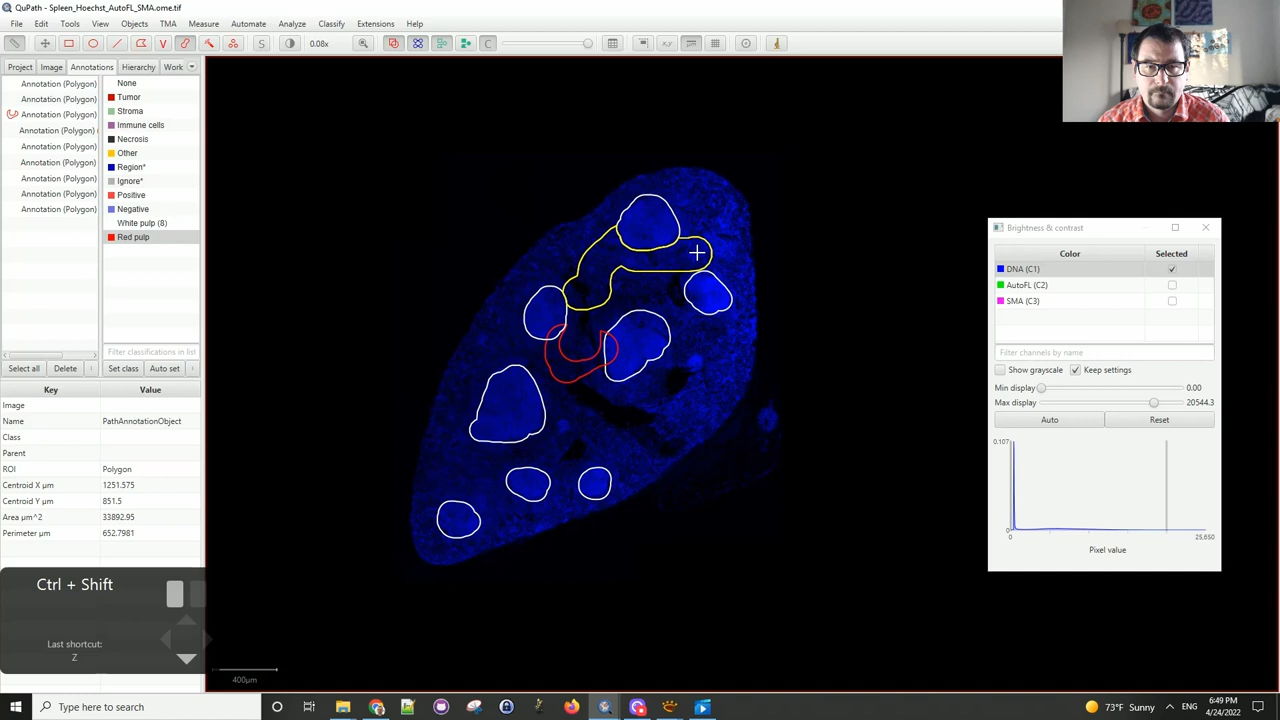 QuPath - Spleen_Hoechst_AutoFL_SMA.ome.tif
File Edit Tools View Objects TMA Measure Automate Analyze Classify Extensions Help
V S 0.08x x,y C
Project Image Annotations Hierarchy Work
Annotation (Polygon)
Annotation (Polygon)
Annotation (Polygon)
Annotation (Polygon) (
Annotation (Polygon)
Annotation (Polygon)
Annotation (Polygon)
Annotation (Polygon)
Annotation (Polygon)
None
Tumor
Stroma
Immune cells
Necrosis
Other
Region*
Ignore*
Positive
Negative
White pulp (8)
Red pulp
Filter classifications in list
Select all Delete Set class Auto set
Key Value
Image
Name PathAnnotationObject
Class
Parent
ROI Polygon
Centroid X µm 1251.575
Centroid Y µm 851.5
Area µm^2 33892.95
Perimeter µm 652.7981
Ctrl + Shift
Last shortcut:
Z
400µm
Brightness & contrast
Color Selected
DNA (C1)
AutoFL (C2)
SMA (C3)
Filter channels by name
Show grayscale Keep settings
Min display 0.00
Max display 20544.3
Auto Reset
0.107
0
0 25,650
Pixel value
Type here to search
73°F Sunny ENG 6:49 PM
4/24/2022